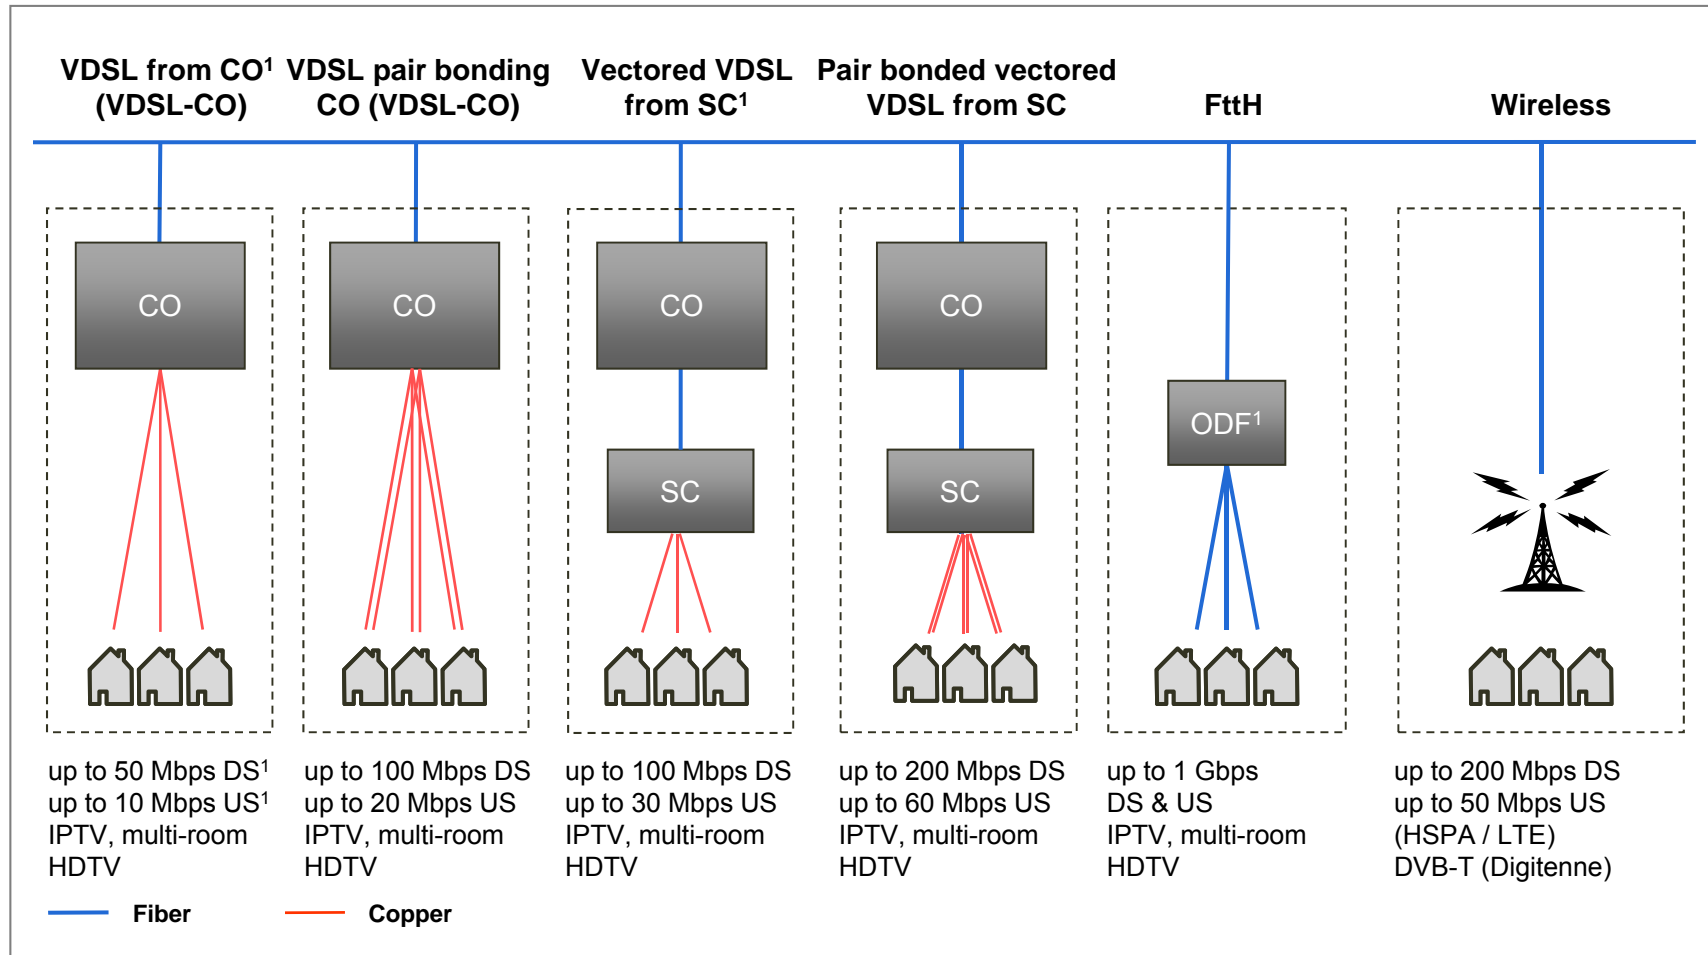 VDSL from CO¹
(VDSL-CO)
VDSL pair bonding
CO (VDSL-CO)
Vectored VDSL
from SC¹
Pair bonded vectored
VDSL from SC
FttH
Wireless
CO
CO
CO
CO
ODF¹
SC
SC
up to 50 Mbps DS¹
up to 10 Mbps US¹
IPTV, multi-room
HDTV
up to 100 Mbps DS
up to 20 Mbps US
IPTV, multi-room
HDTV
up to 100 Mbps DS
up to 30 Mbps US
IPTV, multi-room
HDTV
up to 200 Mbps DS
up to 60 Mbps US
IPTV, multi-room
HDTV
up to 1 Gbps
DS & US
IPTV, multi-room
HDTV
up to 200 Mbps DS
up to 50 Mbps US
(HSPA / LTE)
DVB-T (Digitenne)
Fiber
Copper